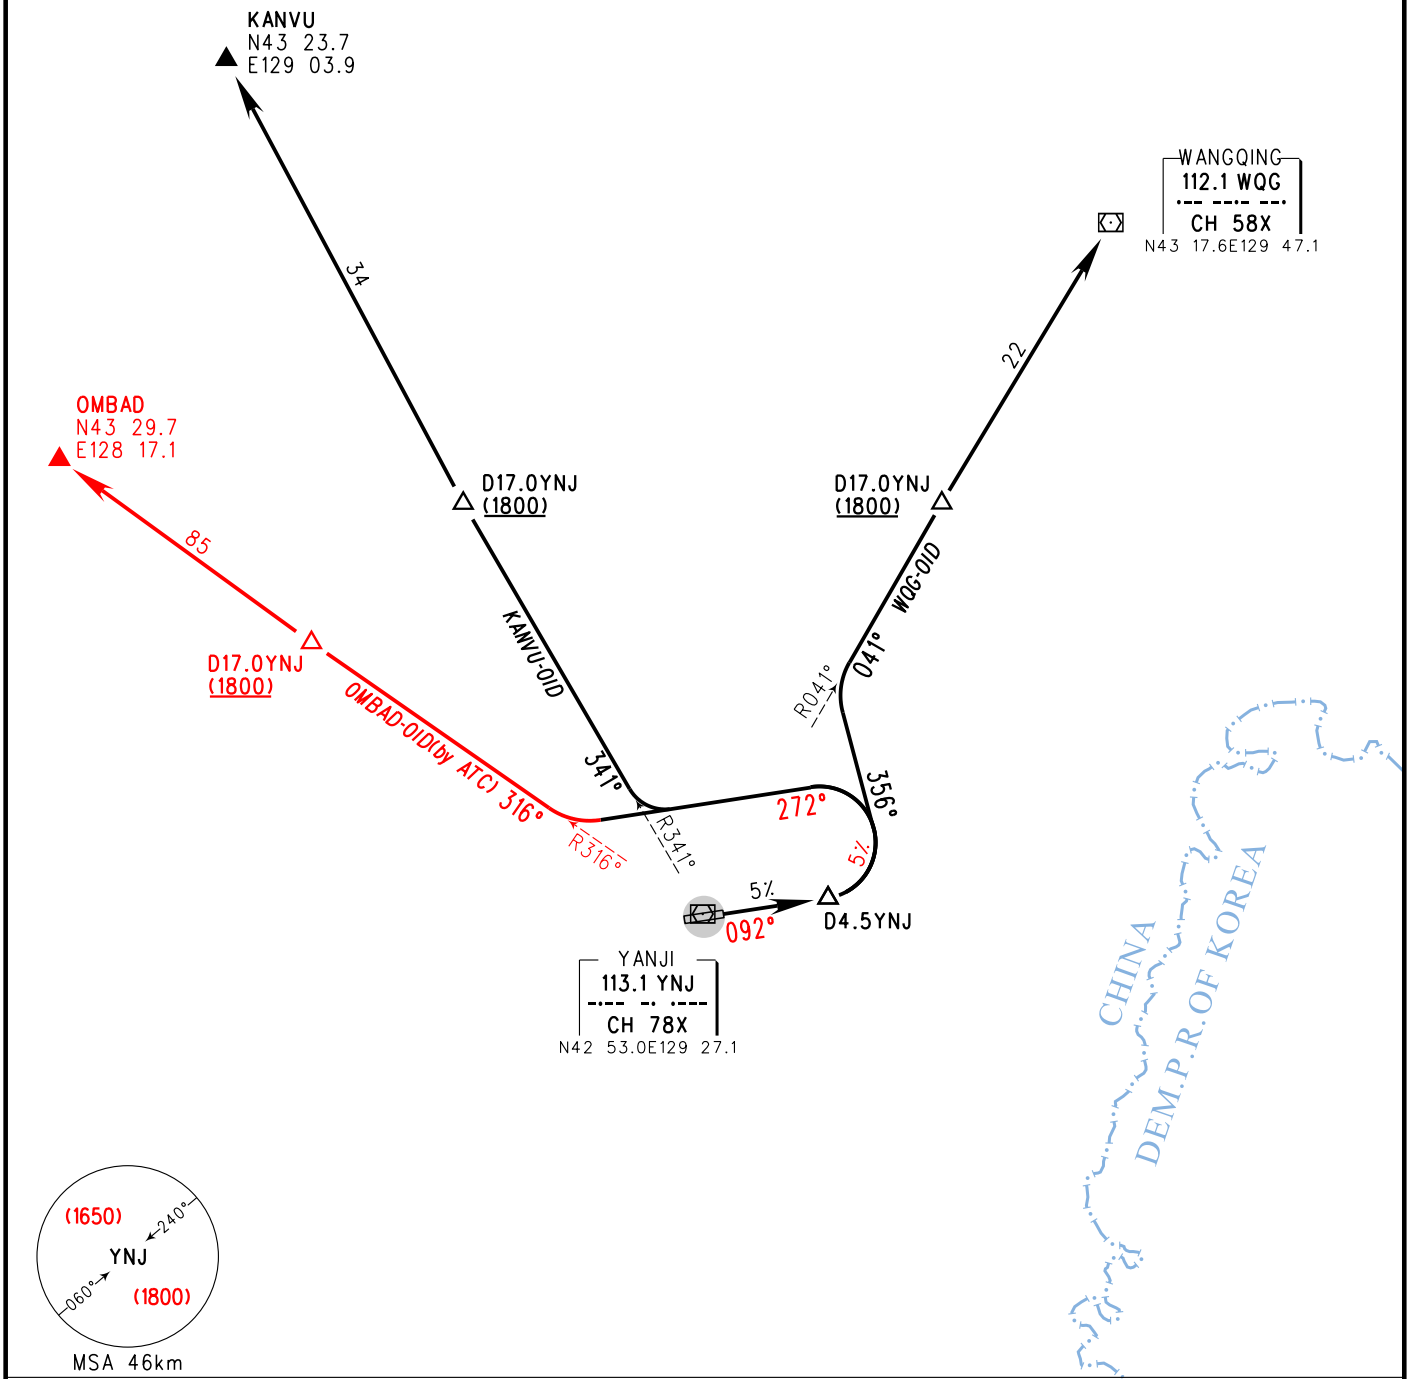 KANVU
N43 23.7
E129 03.9
WANGQING
112.1 WQG
CH 58X
N43 17.6E129 47.1
34
22
OMBAD
N43 29.7
E128 17.1
85
D17.0YNJ
(1800)
D17.0YNJ
(1800)
WQG-01D
KANVU-01D
D17.0YNJ
(1800)
OMBAD-01D(by ATC) 316°
041°
R041°
341°
356°
272°
R341°
R316°
5%
5%
092°
D4.5YNJ
YANJI
113.1 YNJ
CH 78X
N42 53.0E129 27.1
CHINA
DEM.P.R.OF KOREA
(1650)
240°
YNJ
060°
(1800)
MSA 46km